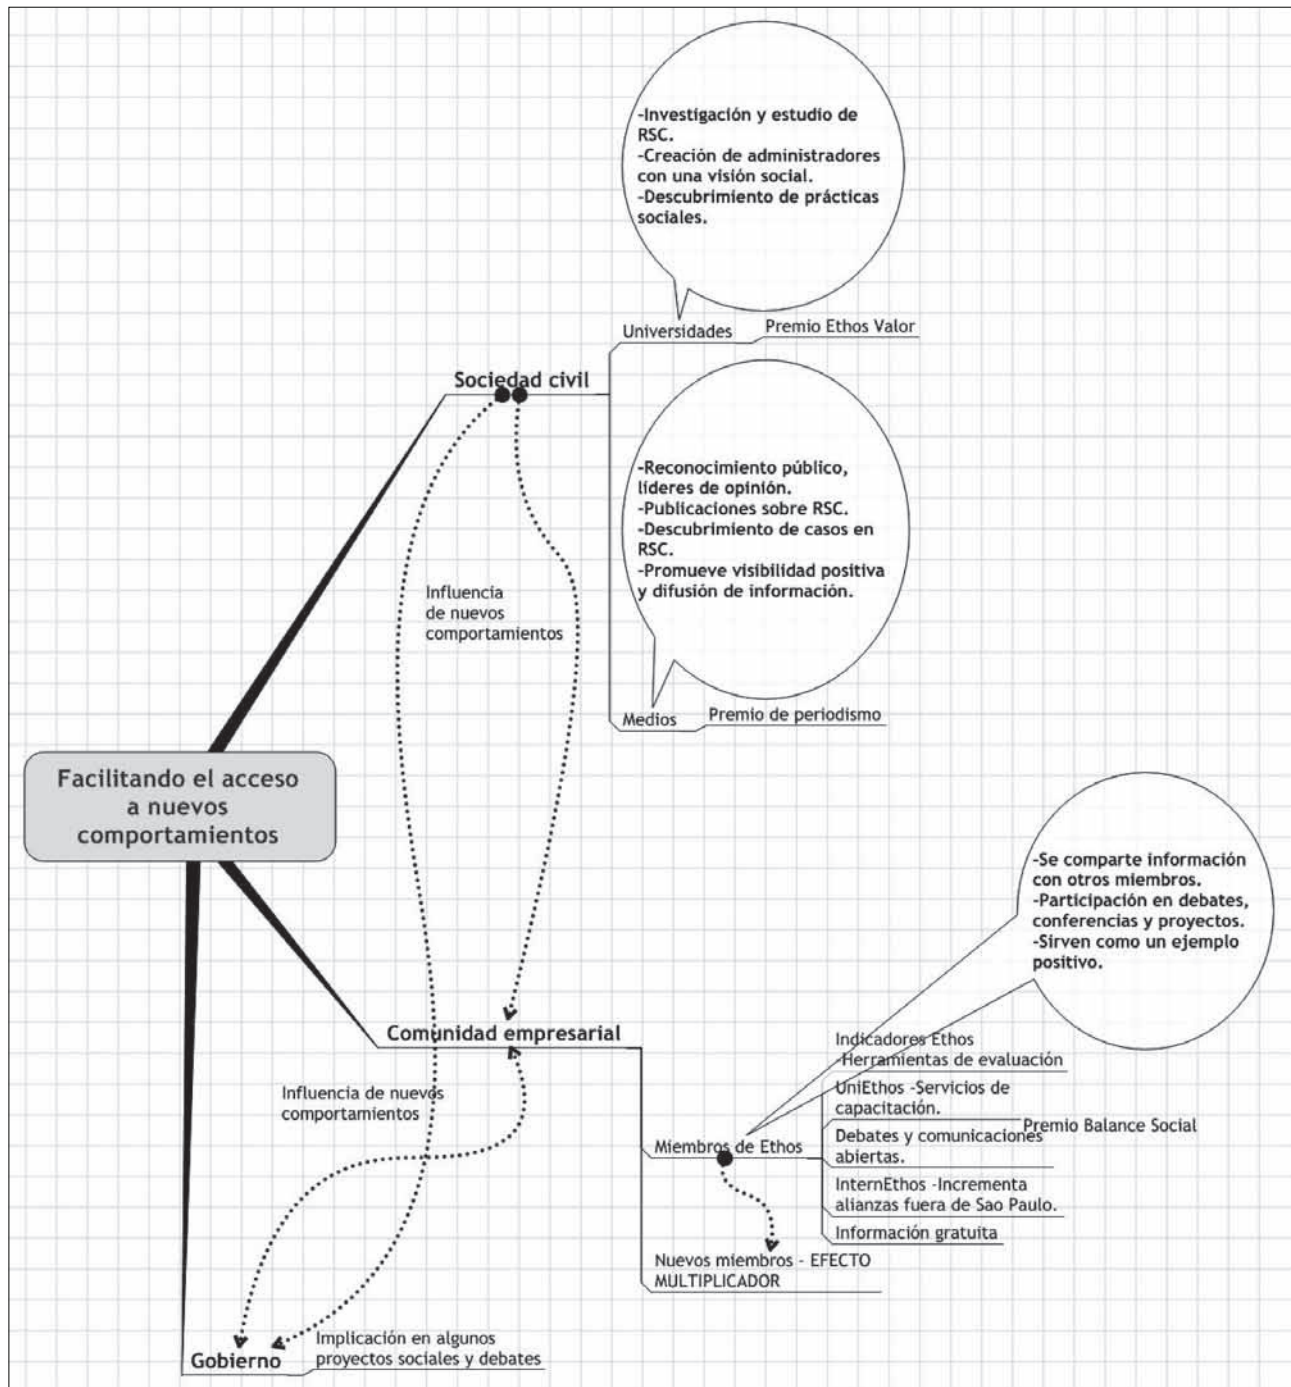 -Investigación y estudio de
RSC.
-Creación de administradores
con una visión social.
-Descubrimiento de prácticas
sociales.
Universidades
Premio Ethos Valor
Sociedad civil
-Reconocimiento público,
líderes de opinión.
-Publicaciones sobre RSC.
-Descubrimiento de casos en
RSC.
-Promueve visibilidad positiva
y difusión de información.
Influencia
de nuevos
comportamientos
Medios
Premio de periodismo
Facilitando el acceso
a nuevos
comportamientos
-Se comparte información
con otros miembros.
-Participación en debates,
conferencias y proyectos.
-Sirven como un ejemplo
positivo.
Comunidad empresarial
Influencia de nuevos
comportamientos
Miembros de Ethos
Indicadores Ethos
-Herramientas de evaluación
UniEthos -Servicios de
capacitación.
Premio Balance Social
Debates y comunicaciones
abiertas.
InternEthos -Incrementa
alianzas fuera de Sao Paulo.
Información gratuita
Nuevos miembros - EFECTO
MULTIPLICADOR
Gobierno
Implicación en algunos
proyectos sociales y debates